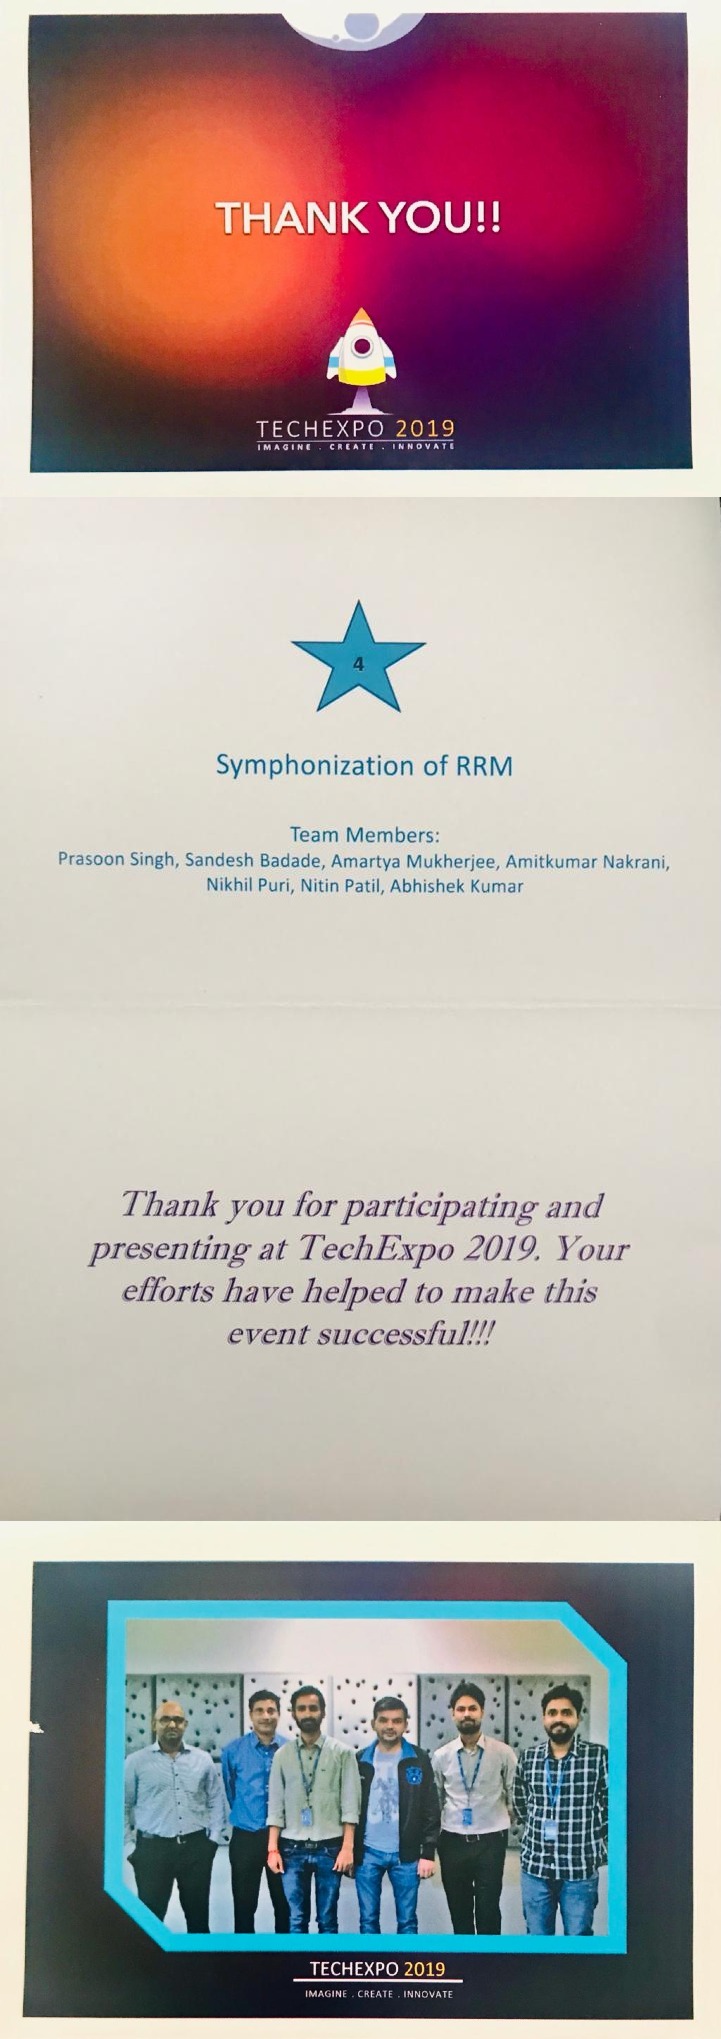 THANK YOU!!
TECHEXPO 2019
IMAGINE . CREATE . INNOVATE
4
Symphonization of RRM
Team Members:
Prasoon Singh, Sandesh Badade, Amartya Mukherjee, Amitkumar Nakrani,
Nikhil Puri, Nitin Patil, Abhishek Kumar
Thank you for participating and
presenting at TechExpo 2019. Your
efforts have helped to make this
event successful!!!
TECHEXPO 2019
IMAGINE . CREATE . INNOVATE